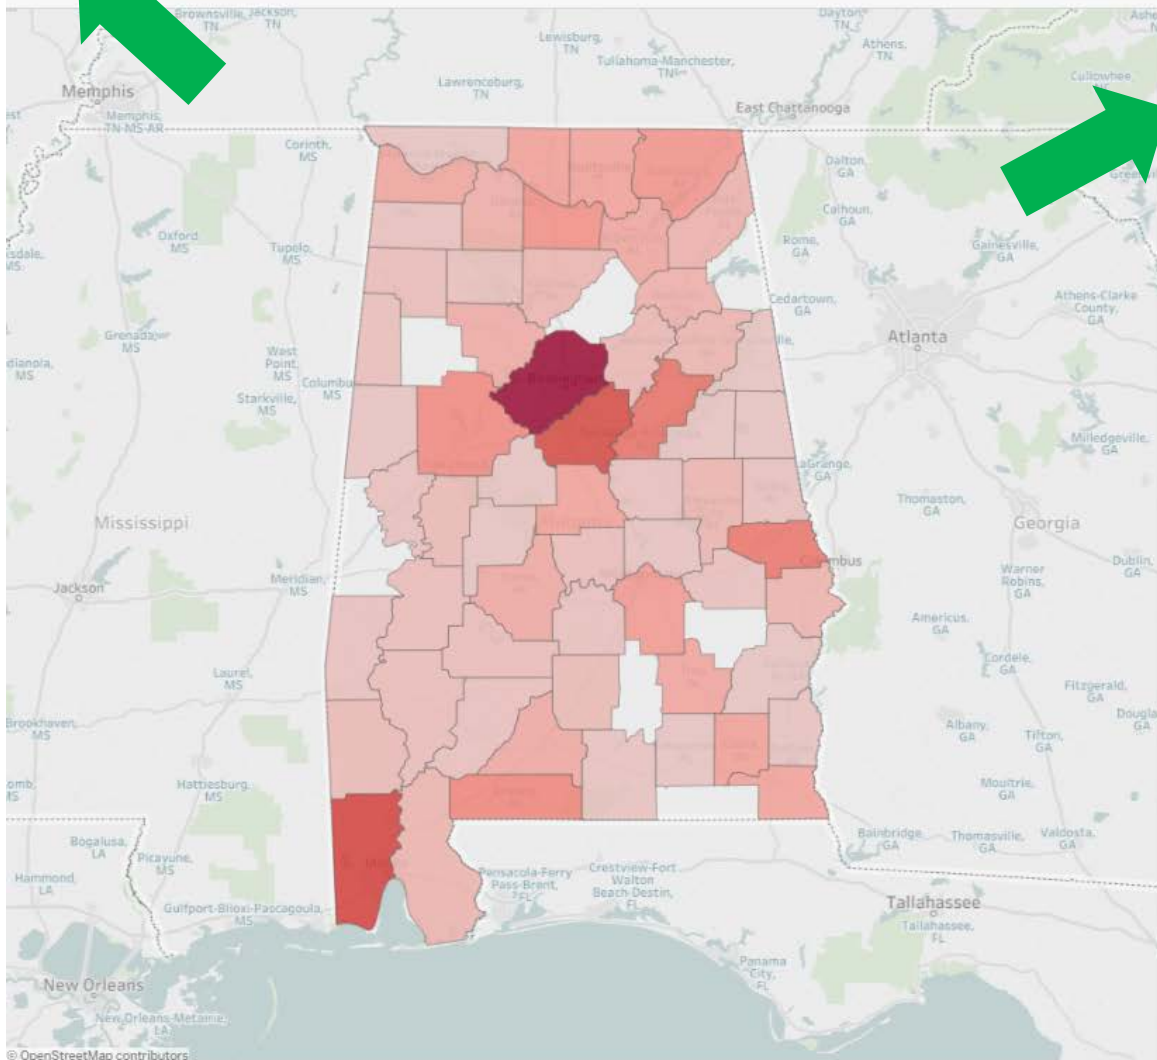 Brownsville, Jackson,
TN TN
Dayton,
TN
Lewisburg,
TN
Athens,
TN
Tullahoma-Manchester,
TN
Lawrenceburg,
TN
Cullowhee,
Memphis
East Chattanooga
Memphis,
TN-MS-AR
Corinth,
MS
Dalton,
GA
Calhoun,
GA
Oxford
MS
Tupelo,
MS
Rome,
GA
Gainesville,
GA
Cedartown,
GA
Athens-Clarke
County,
GA
Grenada,
MS
West
Point,
MS
Atlanta
Columbu
MS
Starkville,
MS
Milledgeville,
GA
LaGrange,
GA
Thomaston,
GA
Mississippi
Georgia
Columbus
Dublin,
GA
Warner
Robins,
GA
Jackson
Meridian,
MS
Americus,
GA
Cordele,
GA
Laurel,
MS
Fitzgerald,
GA
Brookhaven,
MS
Albany,
GA
Tifton,
GA
Hattiesburg,
MS
Moultrie,
GA
Bogalusa,
LA
Picayune,
MS
Bainbridge,
GA
Thomasville,
GA
Valdosta,
GA
Hammond,
LA
Pensacola-Ferry
Pass-Brent,
FL
Crestview-Fort
Walton
Beach-Destin,
FL
Gulfport-Biloxi-Pascagoula,
MS
Tallahassee
Tallahassee,
FL
Panama
City,
FL
New Orleans
New Orleans-Metairie,
LA
© OpenStreetMap contributors